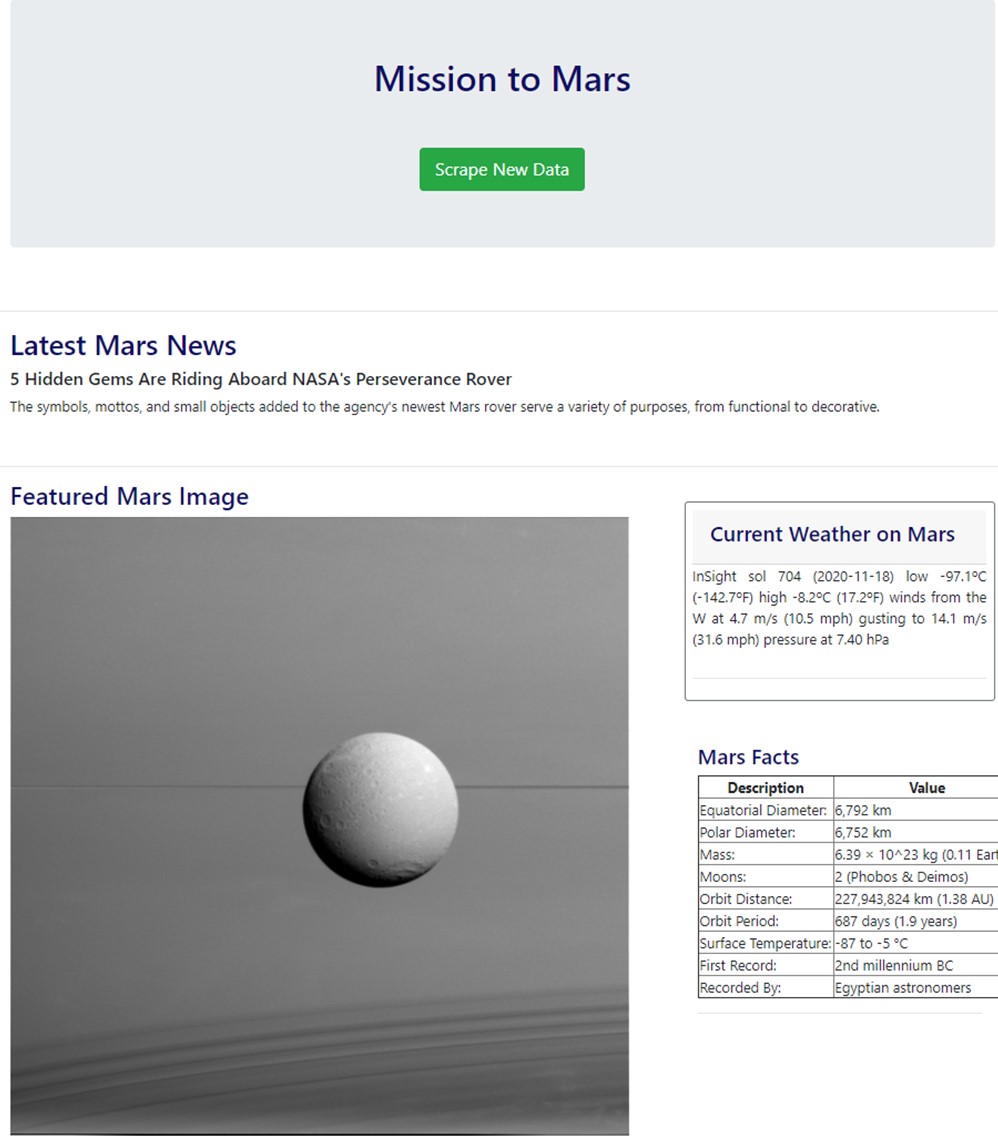 Mission to Mars
Scrape New Data
Latest Mars News
5 Hidden Gems Are Riding Aboard NASA's Perseverance Rover
The symbols, mottos, and small objects added to the agency's newest Mars rover serve a variety of purposes, from functional to decorative.
Featured Mars Image
Current Weather on Mars
InSight sol 704 (2020-11-18) low -97.1ºC
(-142.7ºF) high -8.2ºC (17.2ºF) winds from the
W at 4.7 m/s (10.5 mph) gusting to 14.1 m/s
(31.6 mph) pressure at 7.40 hPa
Mars Facts
Description Value
Equatorial Diameter: 6,792 km
Polar Diameter: 6,752 km
Mass: 6.39 × 10^23 kg (0.11 Eart
Moons: 2 (Phobos & Deimos)
Orbit Distance: 227,943,824 km (1.38 AU)
Orbit Period: 687 days (1.9 years)
Surface Temperature: -87 to -5 °C
First Record: 2nd millennium BC
Recorded By: Egyptian astronomers